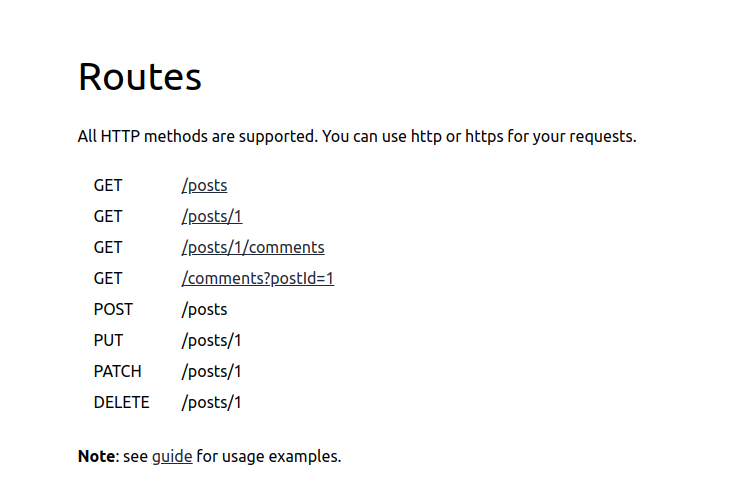 Routes
All HTTP methods are supported. You can use http or https for your requests.
GET /posts
GET /posts/1
GET /posts/1/comments
GET /comments?postId=1
POST /posts
PUT /posts/1
PATCH /posts/1
DELETE /posts/1
Note: see guide for usage examples.